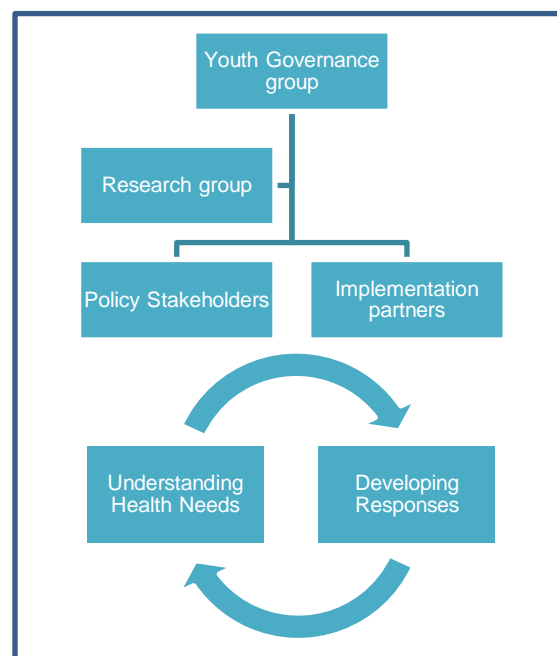 Youth Governance
group
Research group
Policy Stakeholders
Implementation
partners
Understanding
Health Needs
Developing
Responses